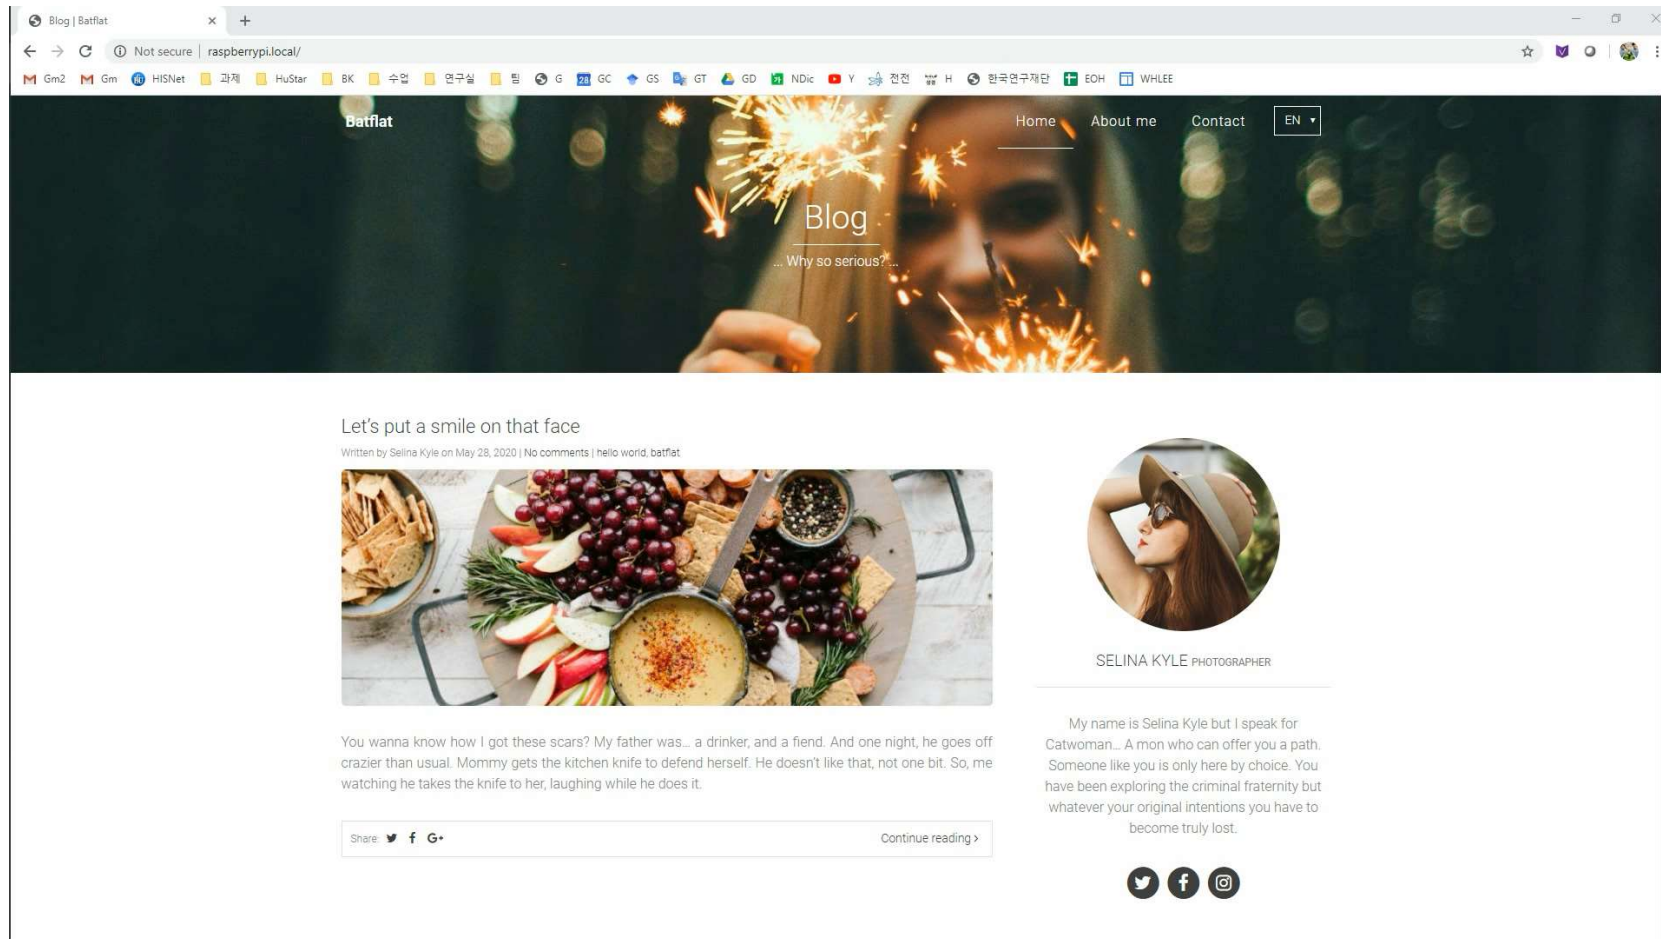 Blog | Batflat
Not secure | raspberrypi.local/
Gm2 Gm HISNet 과제 HuStar BK 수업 연구실 팀 G 28 GC GS GT GD NDic Y 전전 H 한국연구재단 EOH WHLEE
Batflat Home About me Contact EN
Blog
... Why so serious? ...
Let's put a smile on that face
Written by Selina Kyle on May 28, 2020 | No comments | hello world, batflat
You wanna know how I got these scars? My father was... a drinker, and a fiend. And one night, he goes off
crazier than usual. Mommy gets the kitchen knife to defend herself. He doesn't like that, not one bit. So, me
watching he takes the knife to her, laughing while he does it.
Share: Continue reading >
SELINA KYLE PHOTOGRAPHER
My name is Selina Kyle but I speak for
Catwoman... A mon who can offer you a path.
Someone like you is only here by choice. You
have been exploring the criminal fraternity but
whatever your original intentions you have to
become truly lost.